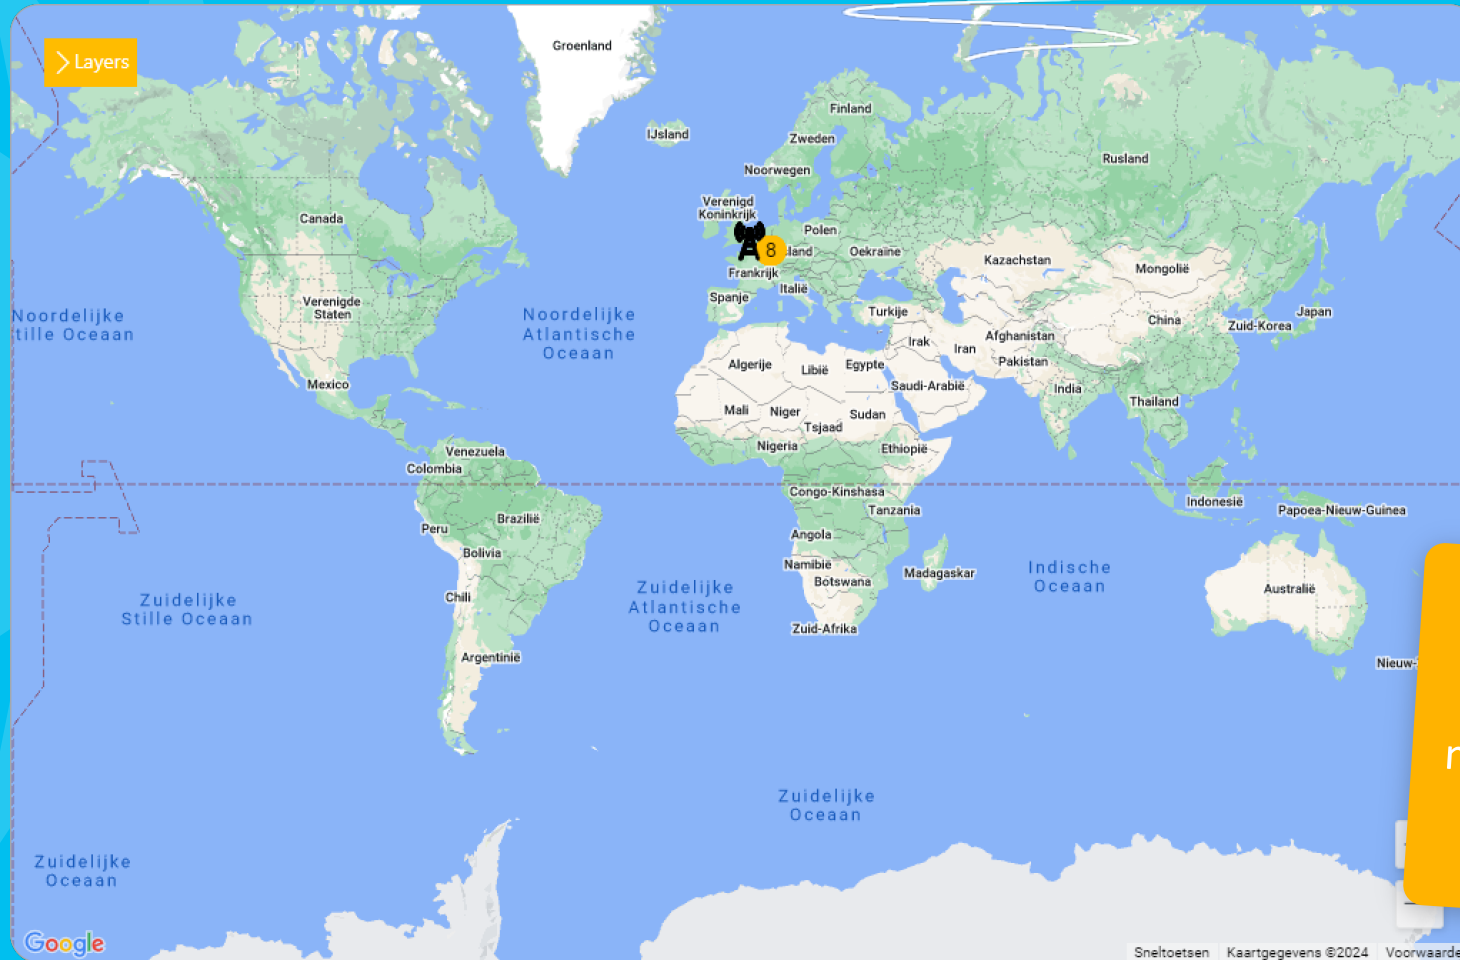 Groenland
Layers
Finland
IJsland
Zweden
Rusland
Noorwegen
Verenigd
Koninkrijk
Canada
Polen
8
land
Oekraïne
Kazachstan
Mongolië
Frankrijk
Italië
Spanje
Verenigde
Staten
Noordelijke
tille Oceaan
Noordelijke
Atlantische
Oceaan
Turkije
China
Japan
Zuid-Korea
Afghanistan
Irak
Iran
Pakistan
Algerije
Libië
Egypte
Saudi-Arabië
India
Mexico
Thailand
Mali
Niger
Sudan
Tsjaad
Nigeria
Ethiopië
Venezuela
Colombia
Congo-Kinshasa
Tanzania
Indonesië
Papoea-Nieuw-Guinea
Brazilië
Peru
Angola
Bolivia
Namibië
Botswana
Madagaskar
Indische
Oceaan
Australië
Chili
Zuidelijke
Stille Oceaan
Zuidelijke
Atlantische
Oceaan
Zuid-Afrika
Argentinië
Nieuw-
Zuidelijke
Oceaan
Zuidelijke
Oceaan
Google
Sneltoetsen
Kaartgegevens ©2024
Voorwaarde